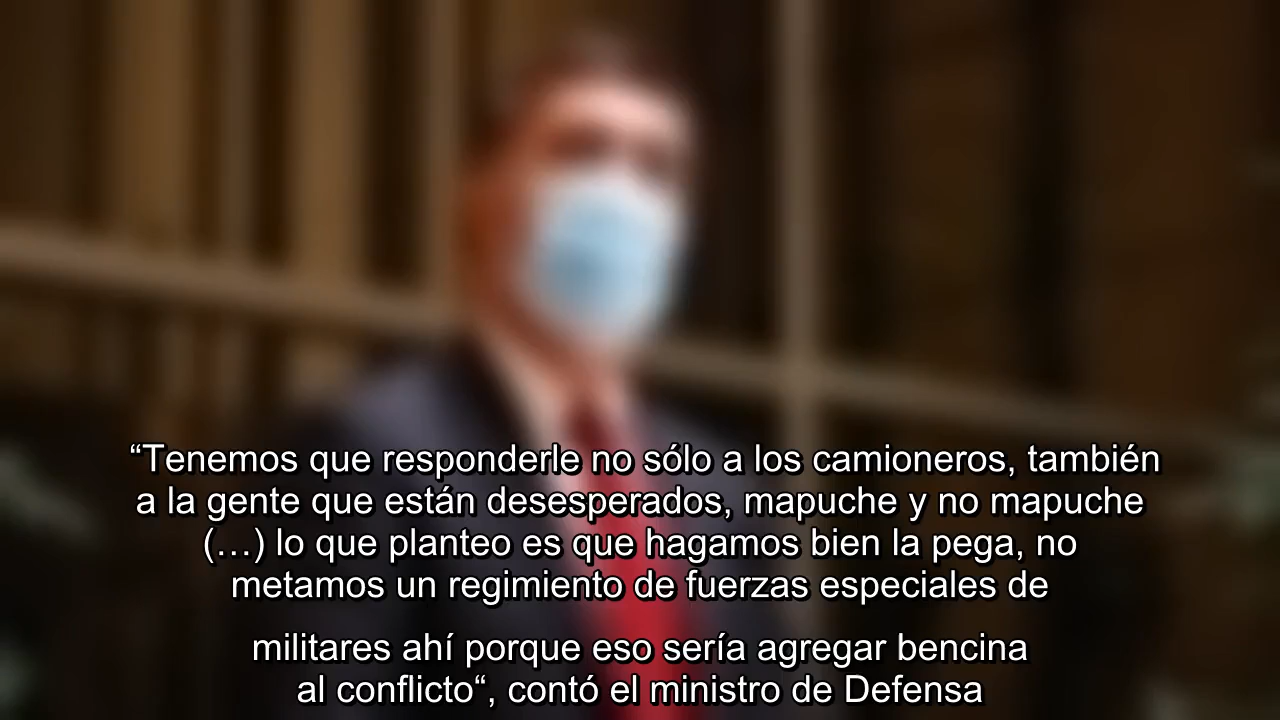 “Tenemos que responderle no sólo a los camioneros, también
a la gente que están desesperados, mapuche y no mapuche
(…) lo que planteo es que hagamos bien la pega, no
metamos un regimiento de fuerzas especiales de
militares ahí porque eso sería agregar bencina
al conflicto“, contó el ministro de Defensa